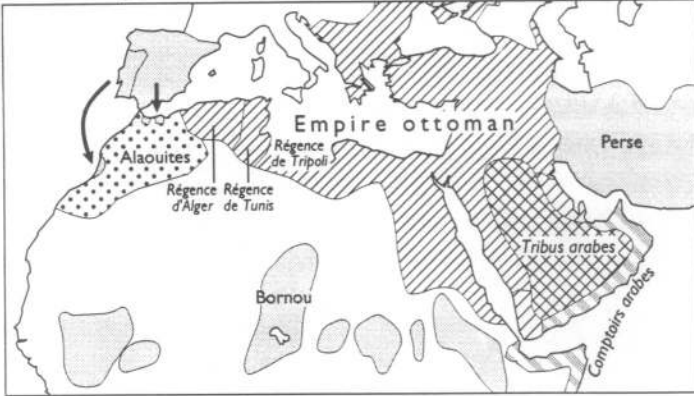 Empire ottoman
Perse
Alaouites
Régence
de Tripoli
Régence
d'Alger
Régence
de Tunis
Tribus arabes
Bornou
Comptoirs arabes